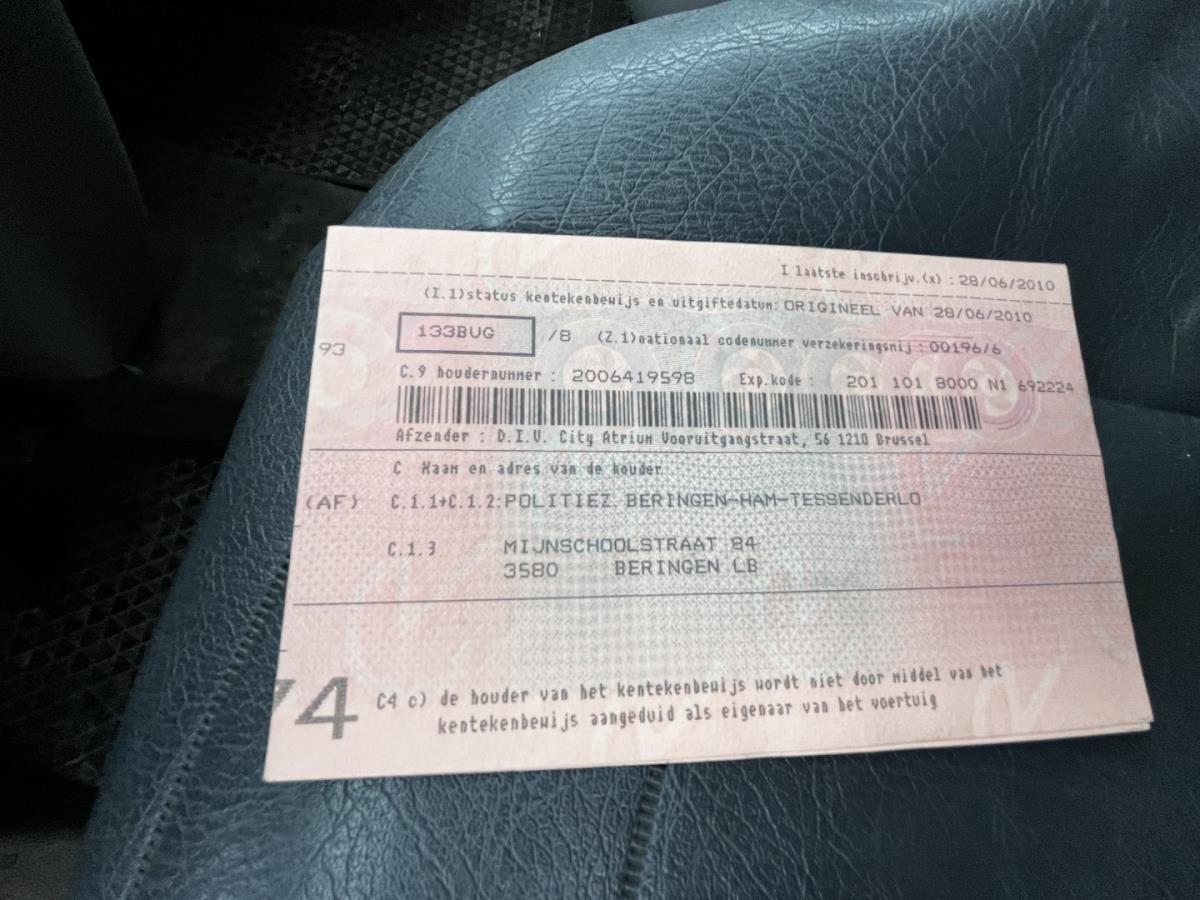 I laatste inschrijv.(x) : 28/06/2010
(I.1)status kentekenbewijs en uitgiftedatum: ORIGINEEL VAN 28/06/2010
133BUG /8 (Z.1)nationaal codenummer verzekeringsmij : 00196/6
93
C.9 houdernummer : 2006419598 Exp.kode : 201 101 8000 N1 692224
Afzender : D.I.V. City Atrium Vooruitgangstraat, 56 1210 Brussel
C Naam en adres van de houder
(AF) C.1.1+C.1.2:POLITIEZ. BERINGEN-HAM-TESSENDERLO
C.1.3 MIJNSCHOOLSTRAAT 84
3580 BERINGEN LB
74 C4 c) de houder van het kentekenbewijs wordt niet door middel van het
kentekenbewijs aangeduid als eigenaar van het voertuig